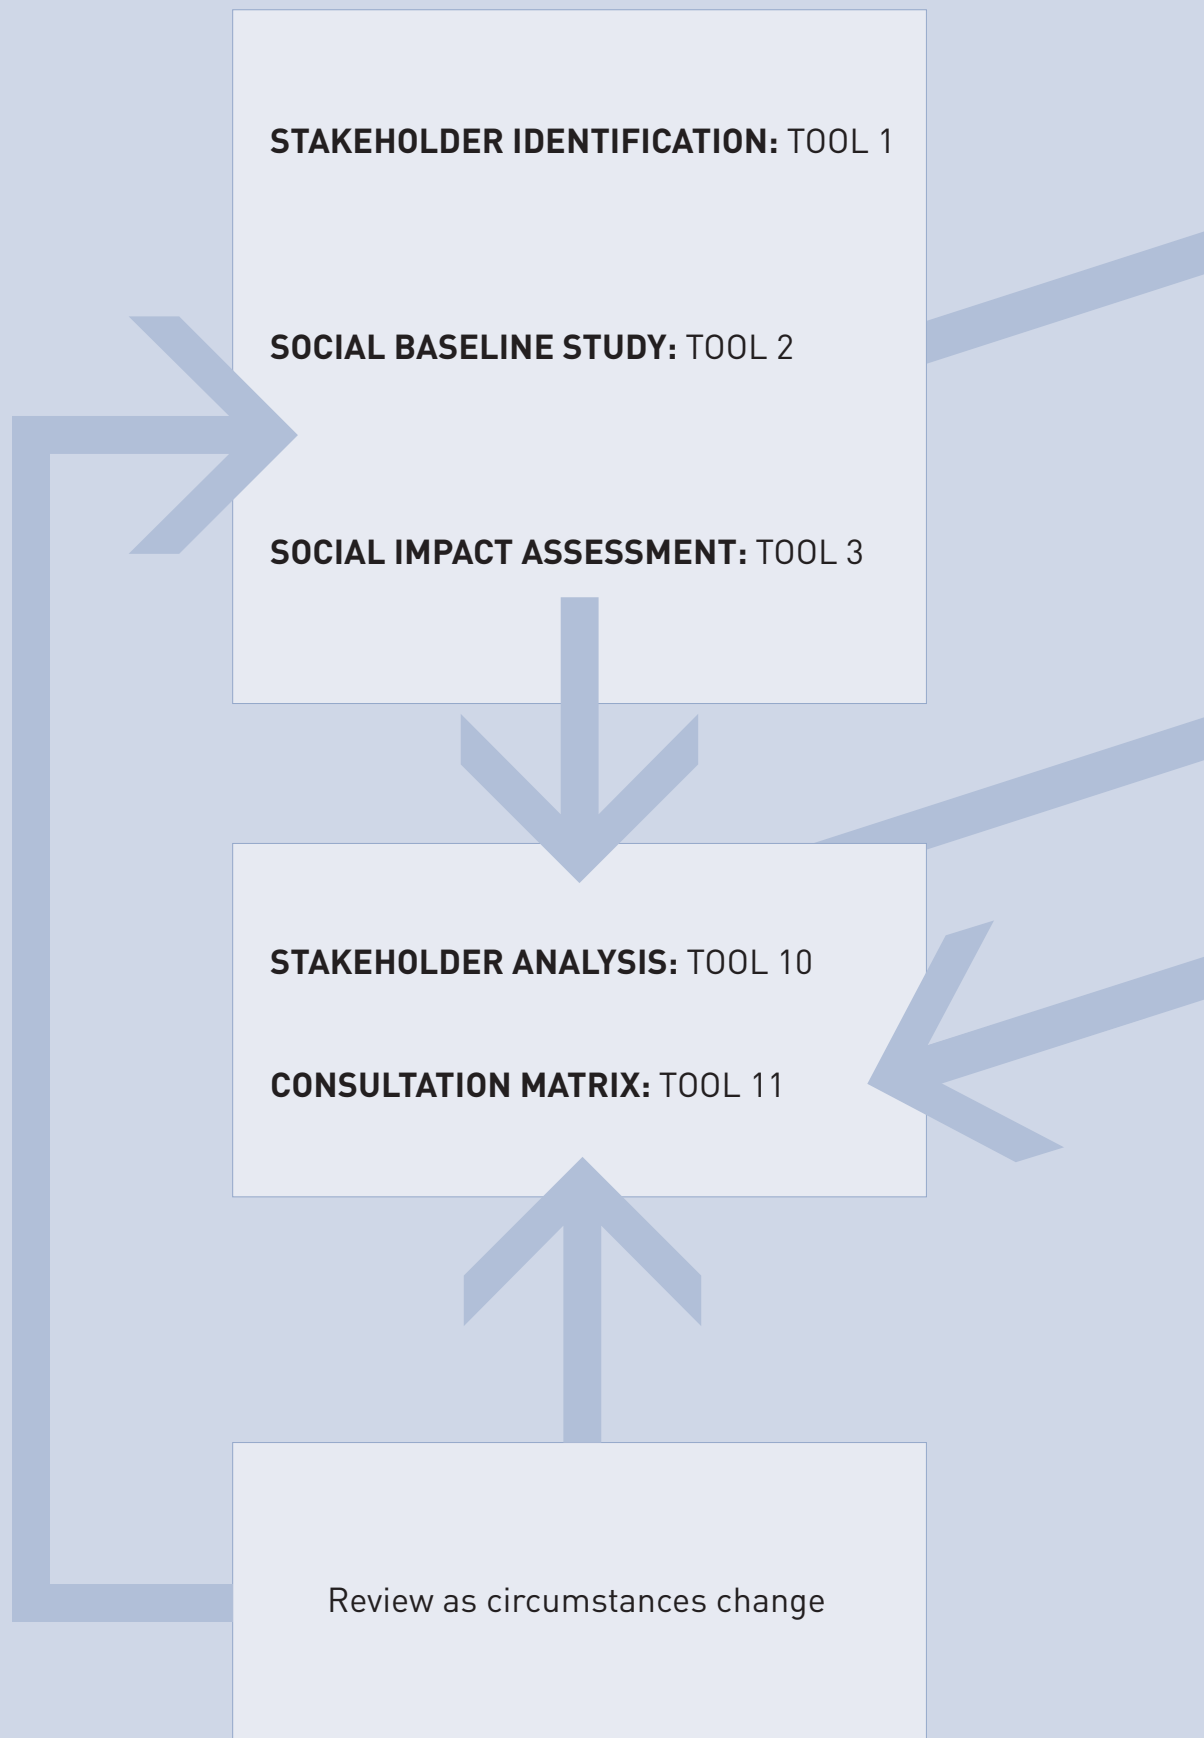 STAKEHOLDER IDENTIFICATION: TOOL 1
SOCIAL BASELINE STUDY: TOOL 2
SOCIAL IMPACT ASSESSMENT: TOOL 3
STAKEHOLDER ANALYSIS: TOOL 10
CONSULTATION MATRIX: TOOL 11
Review as circumstances change